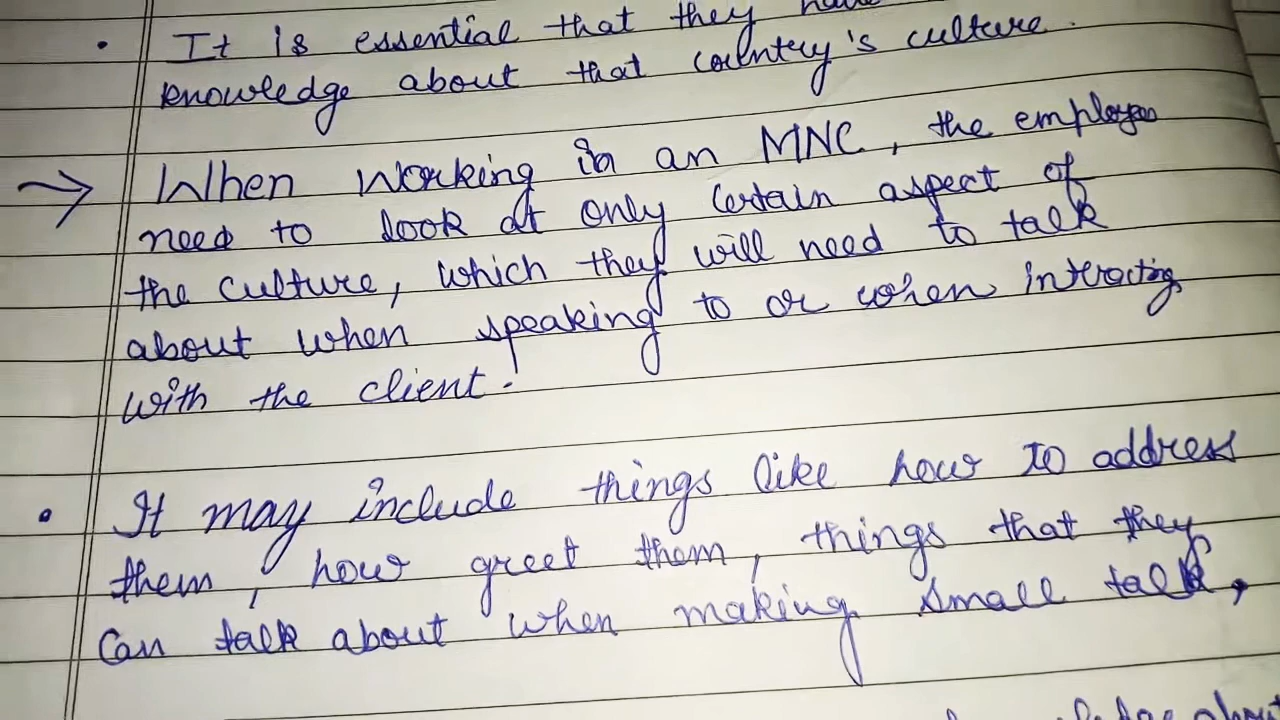 • It is essential that they have
knowledge about that country's culture.
→ When working in an MNC, the employee
need to look at only certain aspect of
the culture, which they will need to talk
about when speaking to or when interacting
with the client.
• It may include things like how to address
them, how greet them, things that they
can talk about when making small talk,
about